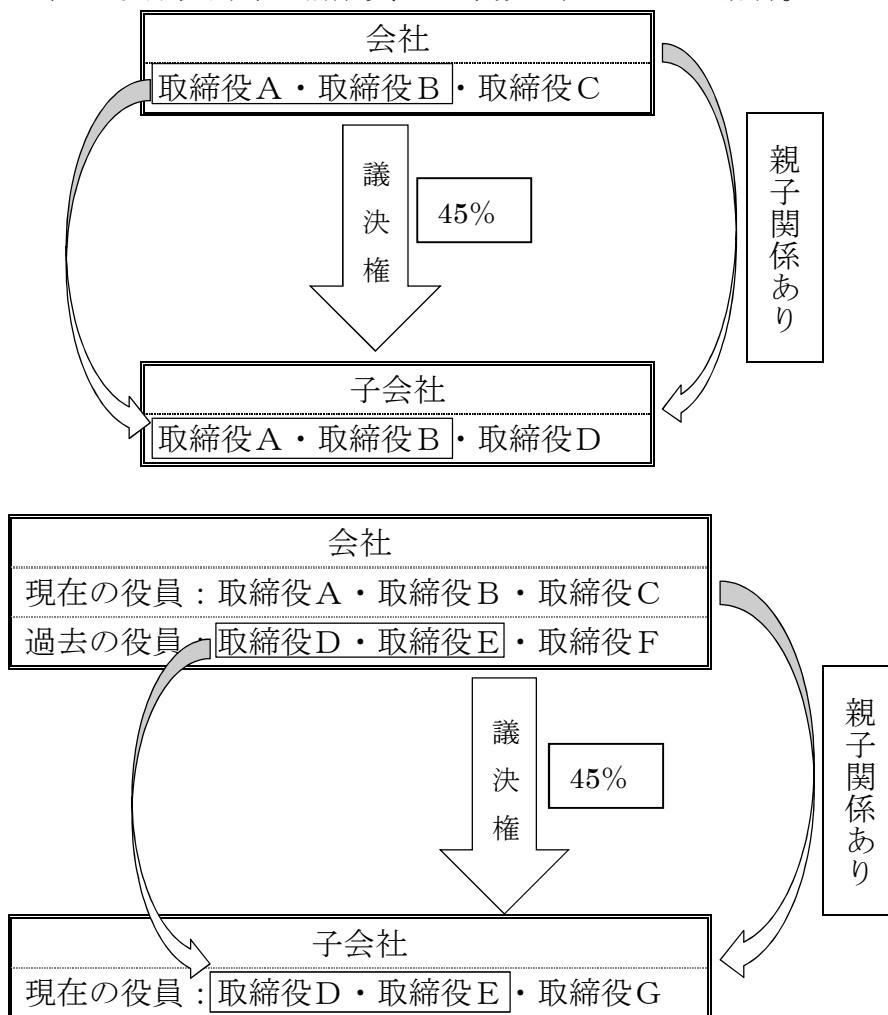 会社
取締役A・取締役B・取締役C
議決権
45%
親子関係あり
子会社
取締役A・取締役B・取締役D
会社
現在の役員:取締役A・取締役B・取締役C
過去の役員:取締役D・取締役E・取締役F
議決権
45%
親子関係あり
子会社
現在の役員:取締役D・取締役E・取締役G